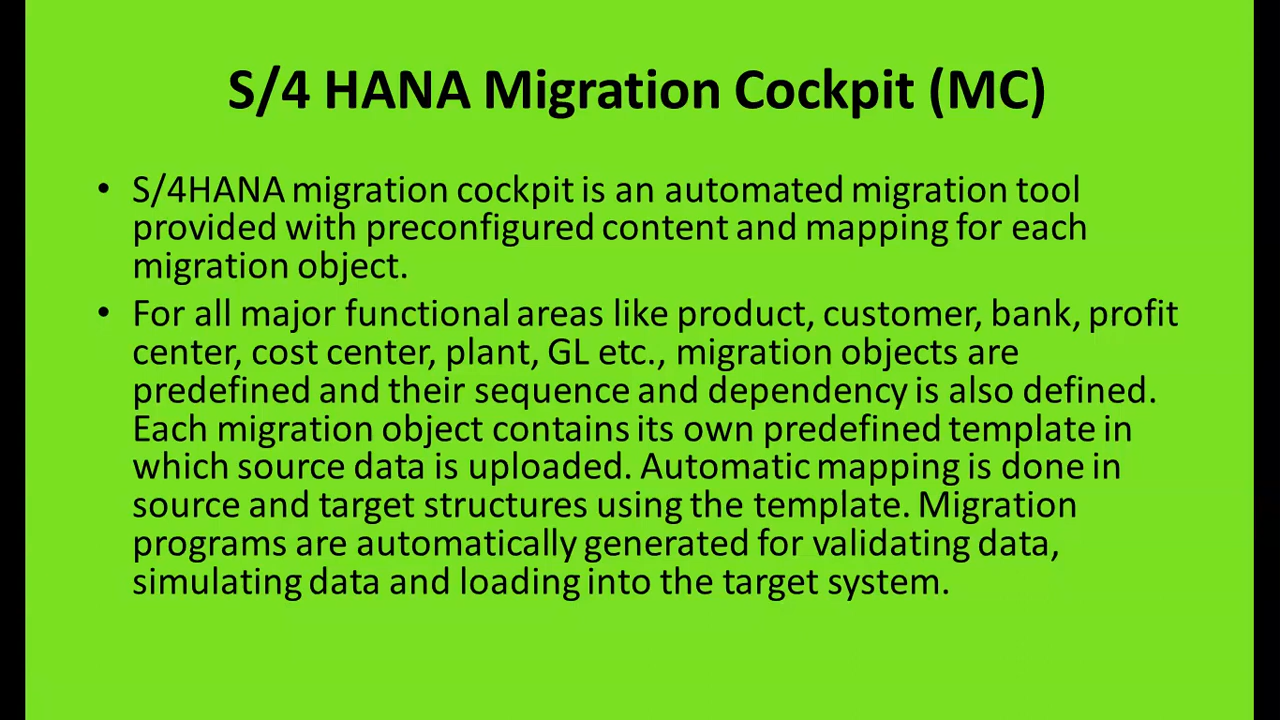 S/4 HANA Migration Cockpit (MC)
• S/4HANA migration cockpit is an automated migration tool
provided with preconfigured content and mapping for each
migration object.
• For all major functional areas like product, customer, bank, profit
center, cost center, plant, GL etc., migration objects are
predefined and their sequence and dependency is also defined.
Each migration object contains its own predefined template in
which source data is uploaded. Automatic mapping is done in
source and target structures using the template. Migration
programs are automatically generated for validating data,
simulating data and loading into the target system.